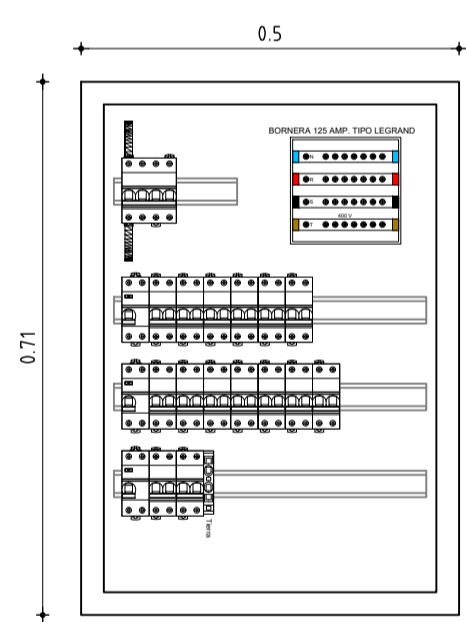 0.5
0.71
BORNERA 125 AMP. TIPO LEGRAND
N
R
S
400 V
T
Tierra